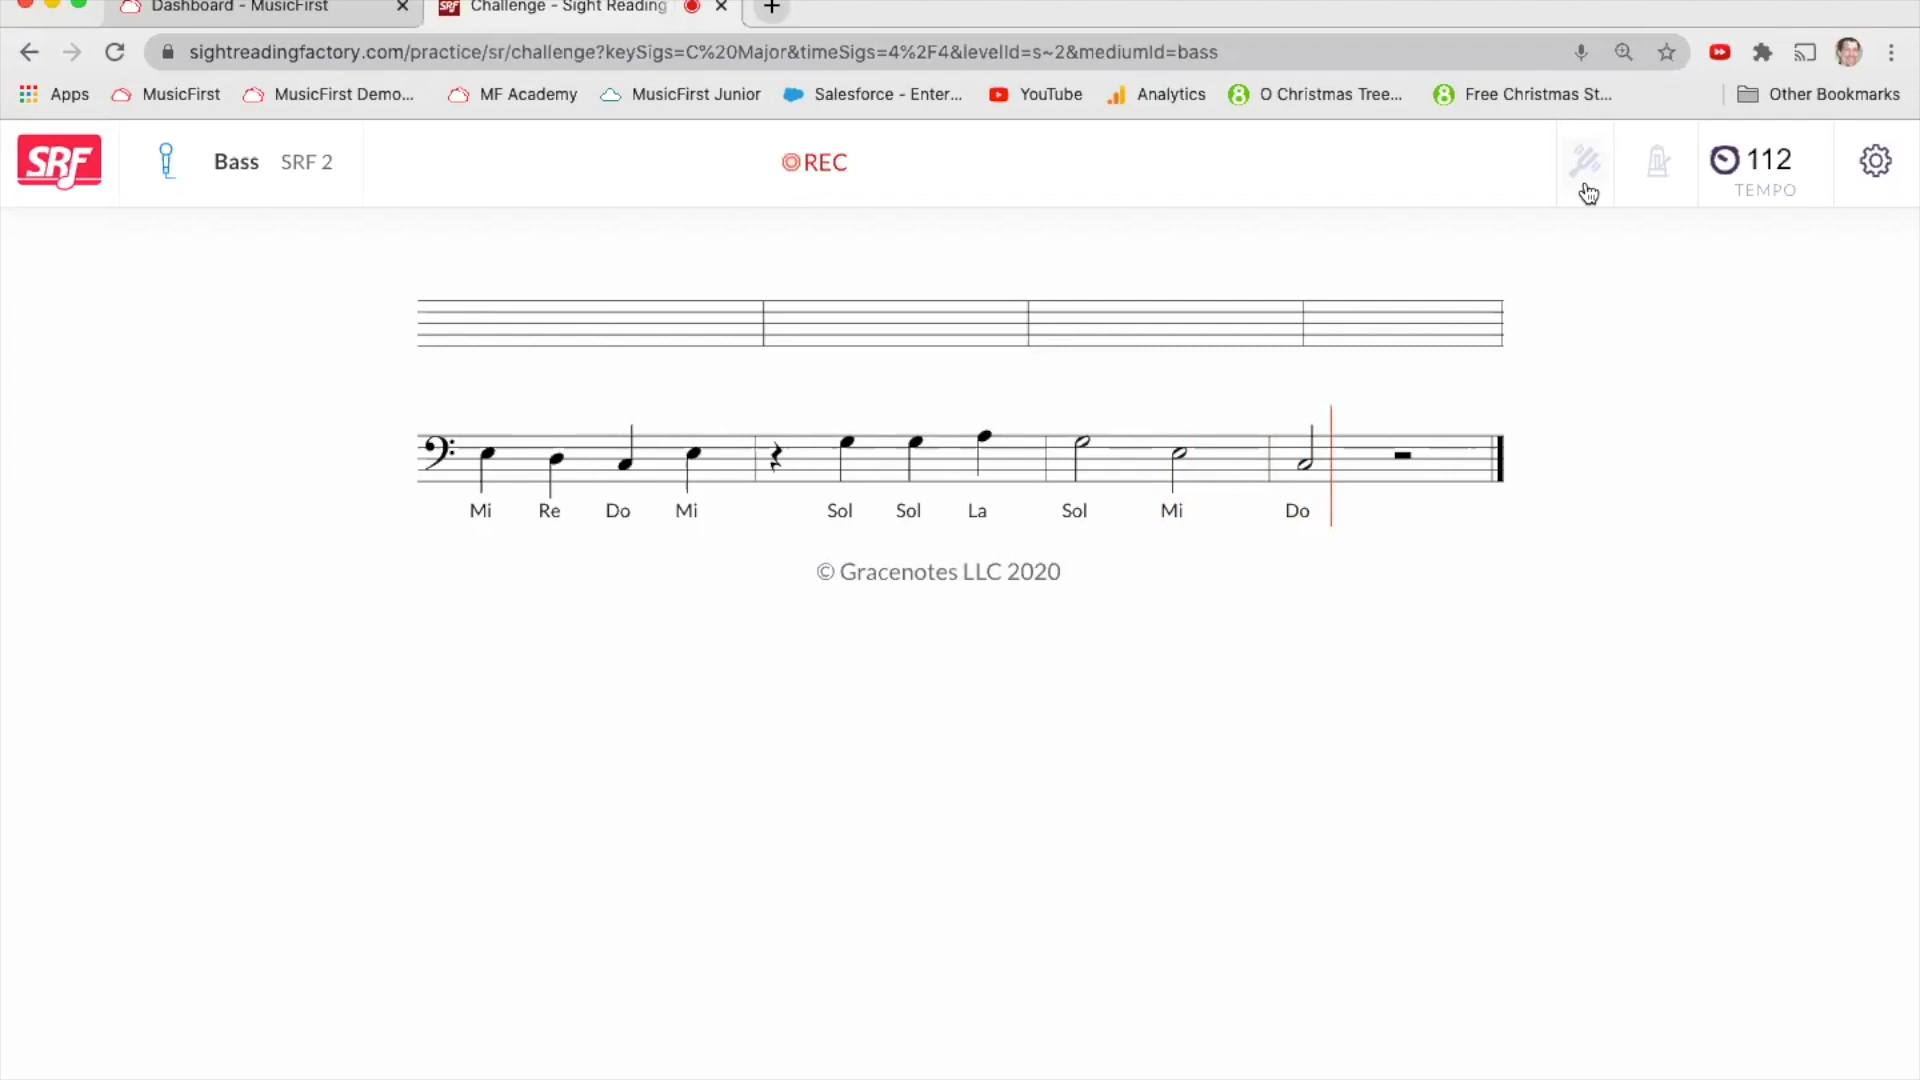 Dashboard - MusicFirst
SRF Challenge - Sight Reading
sightreadingfactory.com/practice/sr/challenge?keySigs=C%20Major&timeSigs=4%2F4&levelId=s~2&mediumId=bass
Apps MusicFirst MusicFirst Demo... MF Academy MusicFirst Junior Salesforce - Enter... YouTube Analytics O Christmas Tree... Free Christmas St... Other Bookmarks
SRF Bass SRF 2 REC 112
TEMPO
Mi Re Do Mi Sol Sol La Sol Mi Do
© Gracenotes LLC 2020